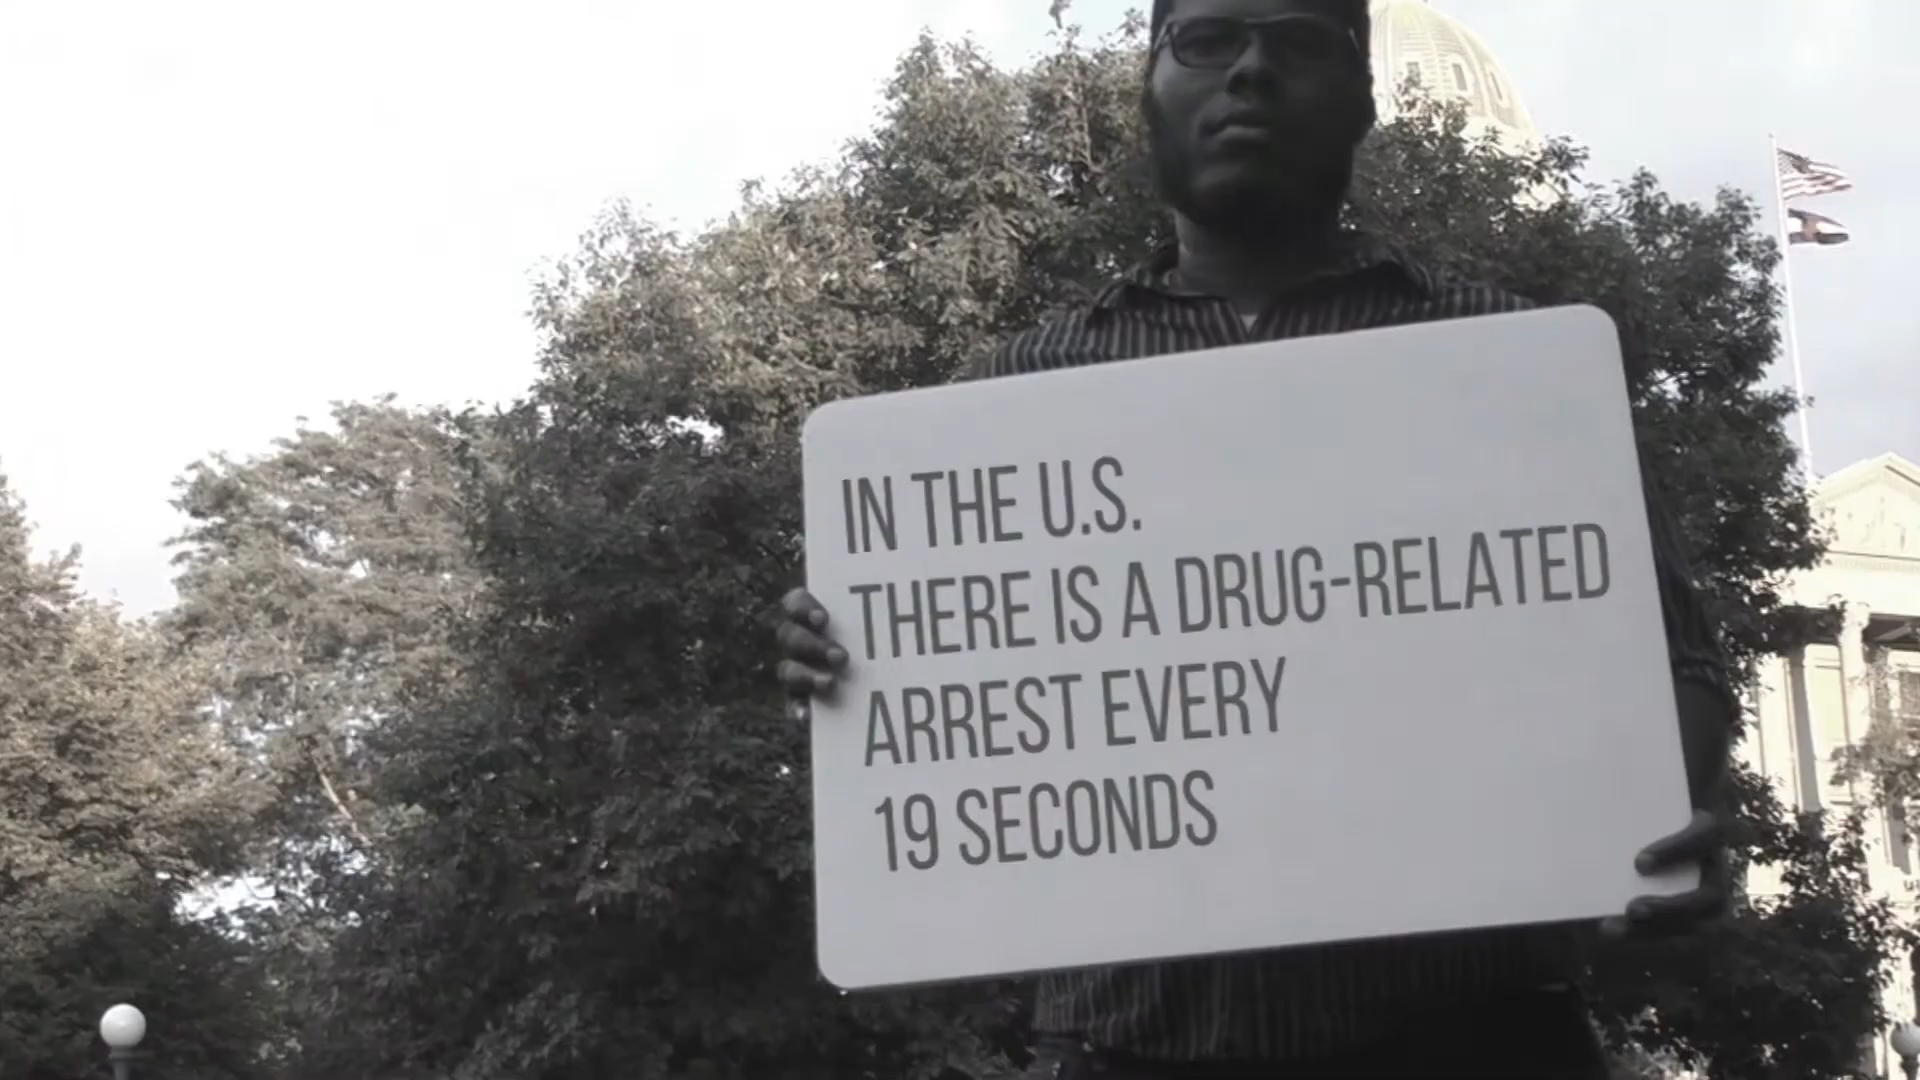 IN THE U.S.
THERE IS A DRUG-RELATED
ARREST EVERY
19 SECONDS